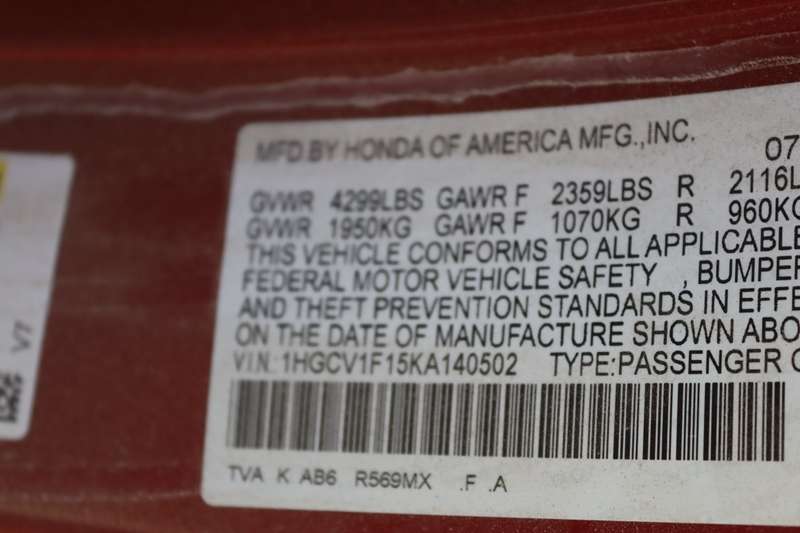 MFD.BY HONDA OF AMERICA MFG.,INC. 07
GVWR 4299LBS GAWR F 2359LBS R 2116L
GVWR 1950KG GAWR F 1070KG R 960KG
THIS VEHICLE CONFORMS TO ALL APPLICABLE
FEDERAL MOTOR VEHICLE SAFETY , BUMPER
AND THEFT PREVENTION STANDARDS IN EFFE
ON THE DATE OF MANUFACTURE SHOWN ABO
V.I.N.: 1HGCV1F15KA140502 TYPE:PASSENGER C
TVA K AB6 R569MX .F .A
V7